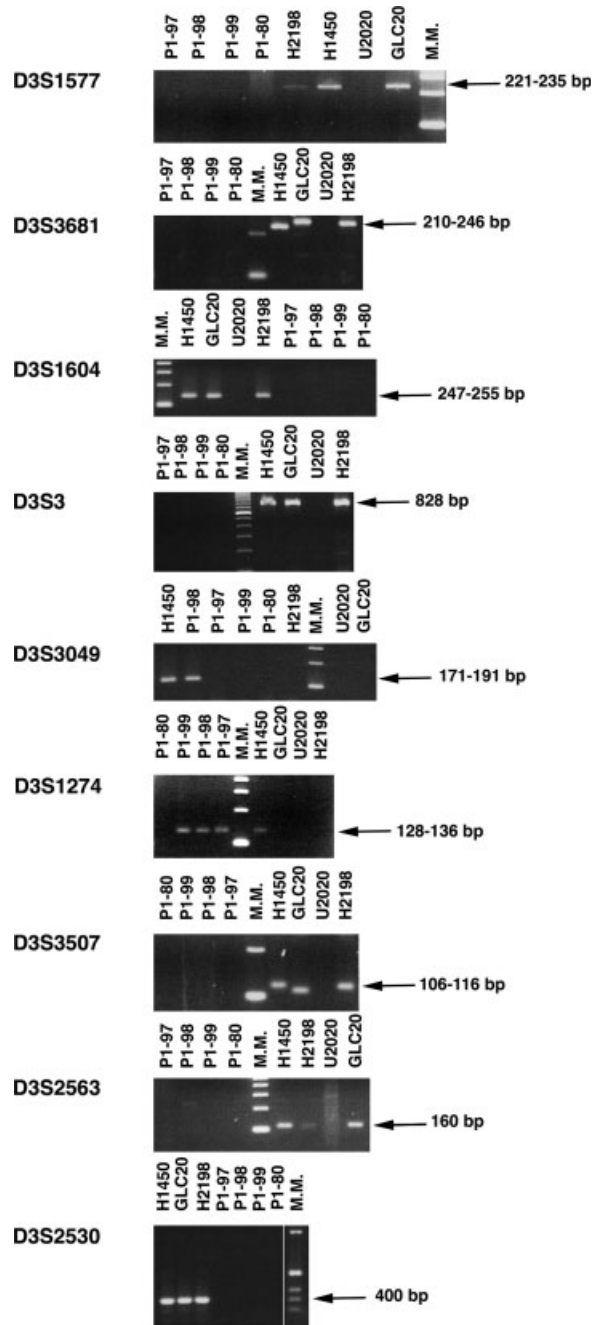 P1-97 P1-98 P1-99 P1-80 H2198 H1450 U2020 GLC20 M.M.
D3S1577 221-235 bp
P1-97 P1-98 P1-99 P1-80 M.M. H1450 GLC20 U2020 H2198
D3S3681 210-246 bp
M.M. H1450 GLC20 U2020 H2198 P1-97 P1-98 P1-99 P1-80
D3S1604 247-255 bp
P1-97 P1-98 P1-99 P1-80 M.M. H1450 GLC20 U2020 H2198
D3S3 828 bp
H1450 P1-98 P1-97 P1-99 P1-80 H2198 M.M. U2020 GLC20
D3S3049 171-191 bp
P1-80 P1-99 P1-98 P1-97 M.M. H1450 GLC20 U2020 H2198
D3S1274 128-136 bp
P1-80 P1-99 P1-98 P1-97 M.M. H1450 GLC20 U2020 H2198
D3S3507 106-116 bp
P1-97 P1-98 P1-99 P1-80 M.M. H1450 H2198 U2020 GLC20
D3S2563 160 bp
H1450 GLC20 H2198 P1-97 P1-98 P1-99 P1-80 M.M.
D3S2530 400 bp